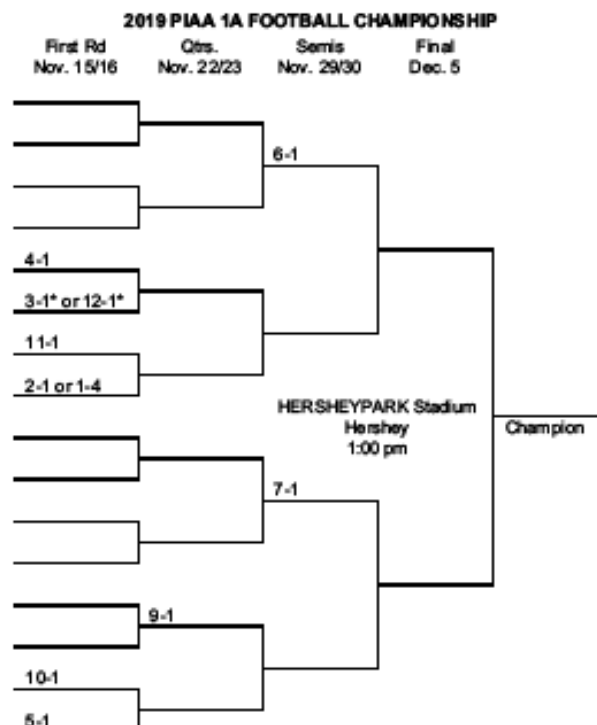 2019 PIAA 1A FOOTBALL CHAMPIONSHIP
First Rd Qtrs. Semis Final
Nov. 15/16 Nov. 22/23 Nov. 29/30 Dec. 5
6-1
4-1
3-1* or 12-1*
11-1
2-1 or 1-4
HERSHEYPARK Stadium
Hershey
1:00 pm
Champion
7-1
9-1
10-1
5-1